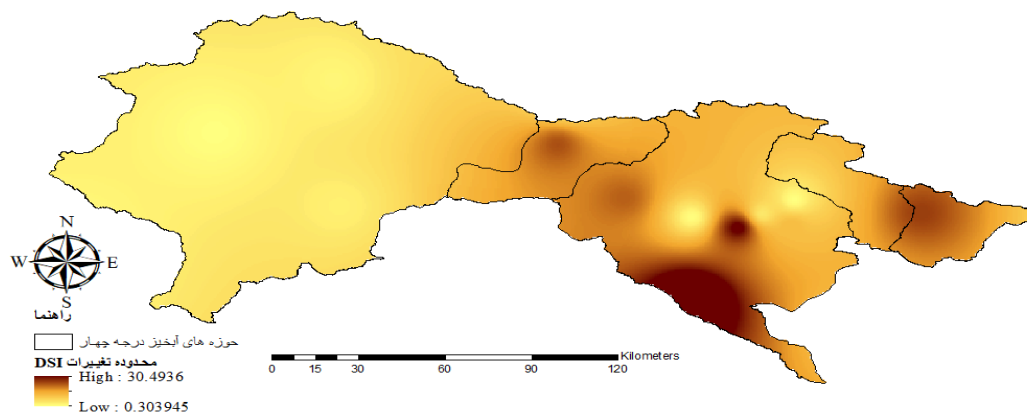 N
W E
S
راهنما
حوزه های آبخیز درجه چهار
محدوده تغییرات DSI
High : 30.4936
Low : 0.303945
Kilometers
0 15 30 60 90 120